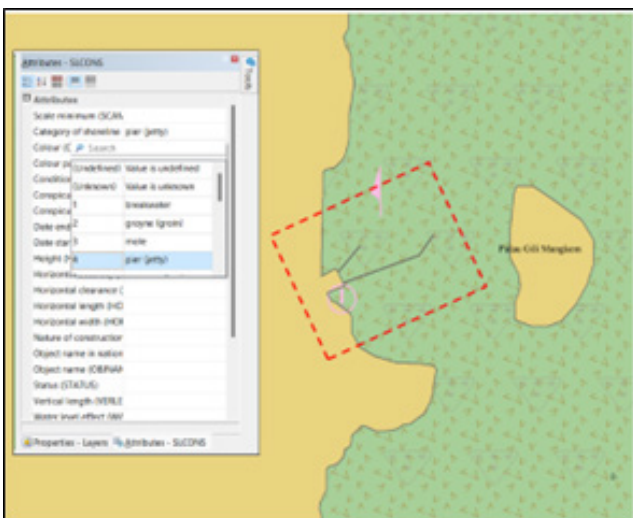 Attributes - SLCONS
Tools
Attributes
Scale minimum (SCAM
Category of shoreline pier (jetty)
Colour (C Search
Colour pa (Undefined) Value is undefined
Condition (Unknown) Value is unknown
Conspicu 1 breakwater
Conspicu 2 groyne (groin)
Date end
Date star 3 mole
Height (H 4 pier (jetty)
Horizontal clearance (
Horizontal length (HO
Horizontal width (HOR
Nature of construction
Object name in nation
Object name (OBJNAM
Status (STATUS)
Vertical length (VERLE
Water level effect (WA
Properties - Layers Attributes - SLCONS
Pulau Gili